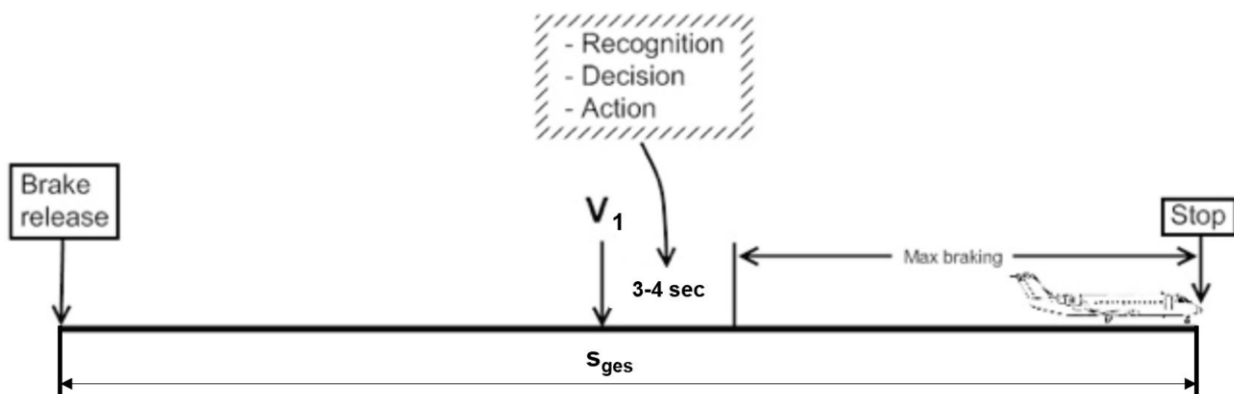 - Recognition
- Decision
- Action
Brake
release
V1
Stop
Max braking
3-4 sec
sges